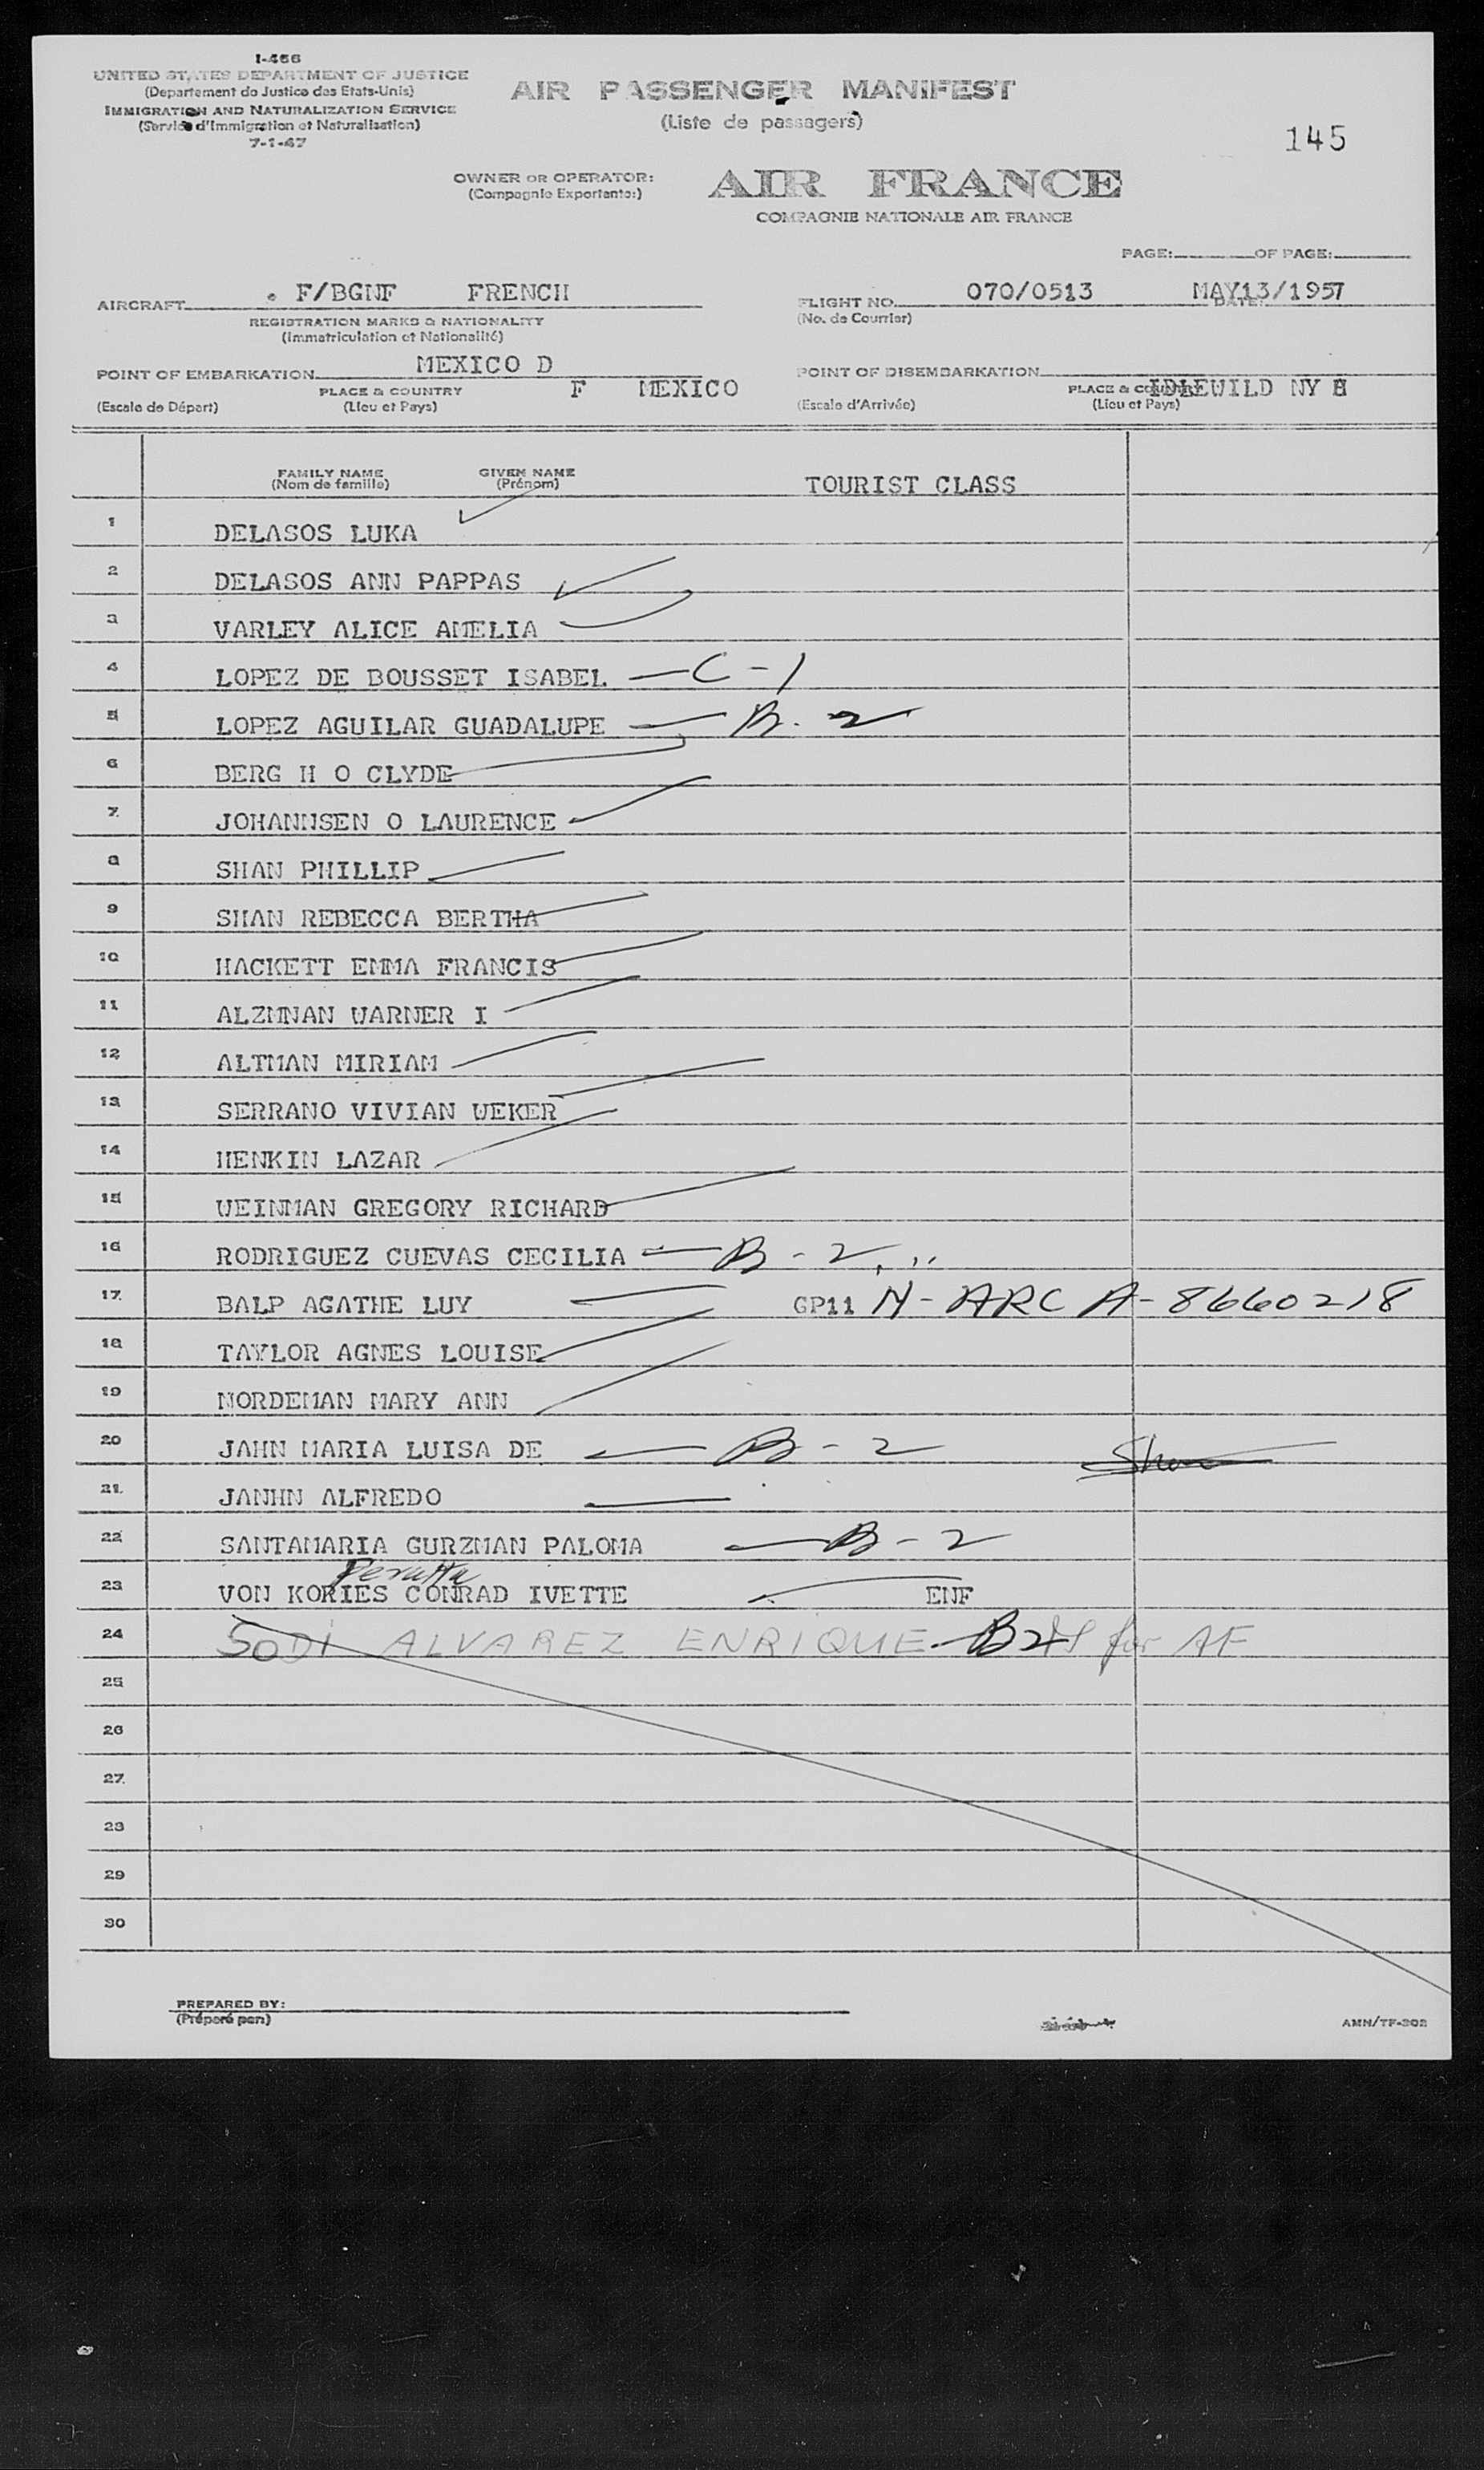 I-466
UNITED STATES DEPARTMENT OF JUSTICE
(Departement do Justice des Etats-Unis)
IMMIGRATION AND NATURALIZATION SERVICE
(Service d'Immigration et Naturalisation)
7-1-47
AIR PASSENGER MANIFEST
(Liste de passagers)
145
OWNER OR OPERATOR: AIR FRANCE
(Compagnie Exportante:)
COMPAGNIE NATIONALE AIR FRANCE
PAGE: OF PAGE:
AIRCRAFT F/BGNF FRENCH FLIGHT NO. 070/0513 MAY13/1957 DATE:
REGISTRATION MARKS & NATIONALITY (No. de Courrier)
(Immatriculation et Nationalité)
POINT OF EMBARKATION MEXICO D POINT OF DISEMBARKATION
PLACE & COUNTRY F MEXICO PLACE & COUNTRY IDLEWILD NY
(Escale de Départ) (Lieu et Pays) (Escale d'Arrivée) (Lieu et Pays)
FAMILY NAME GIVEN NAME
(Nom de famille) (Prénom) TOURIST CLASS
1 DELASOS LUKA
2 DELASOS ANN PAPPAS
3 VARLEY ALICE AMELIA
4 LOPEZ DE BOUSSET ISABEL — C - 1
5 LOPEZ AGUILAR GUADALUPE — B. 2
6 BERG H O CLYDE
7 JOHANNSEN O LAURENCE
8 SHAN PHILLIP
9 SHAN REBECCA BERTHA
10 HACKETT EMMA FRANCIS
11 ALZMNAN WARNER I
12 ALTMAN MIRIAM
13 SERRANO VIVIAN WEKER
14 HENKIN LAZAR
15 WEINMAN GREGORY RICHARD
16 RODRIGUEZ CUEVAS CECILIA — B - 2
17 BALP AGATHE LUY GP11 N - ARC A- 8660218
18 TAYLOR AGNES LOUISE
19 NORDEMAN MARY ANN
20 JAHN MARIA LUISA DE — B - 2
21 JANHN ALFREDO
22 SANTAMARIA GURZMAN PALOMA — B - 2
Peralta
23 VON KORIES CONRAD IVETTE ENF
24 SODI ALVAREZ ENRIQUE B2 for AF
25
26
27
28
29
30
PREPARED BY:
(Préparé par)
AMN/TF-302